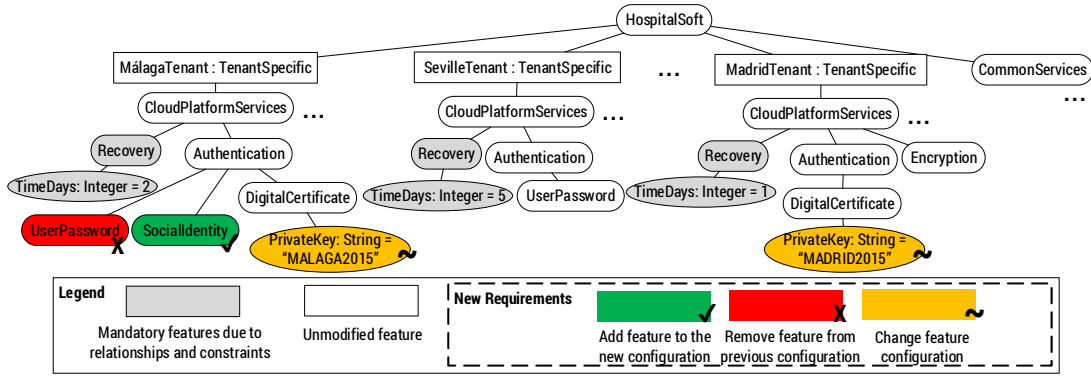 HospitalSoft
MálagaTenant : TenantSpecific
SevilleTenant : TenantSpecific
...
MadridTenant : TenantSpecific
CommonServices
...
CloudPlatformServices
...
CloudPlatformServices
...
CloudPlatformServices
...
Recovery
Authentication
Recovery
Authentication
Recovery
Authentication
Encryption
TimeDays: Integer = 2
TimeDays: Integer = 5
TimeDays: Integer = 1
DigitalCertificate
UserPassword
DigitalCertificate
UserPassword
X
SocialIdentity
✓
PrivateKey: String =
"MALAGA2015"
~
PrivateKey: String =
"MADRID2015"
~
Legend
Mandatory features due to
relationships and constraints
Unmodified feature
New Requirements
✓
X
~
Add feature to the
new configuration
Remove feature from
previous configuration
Change feature
configuration